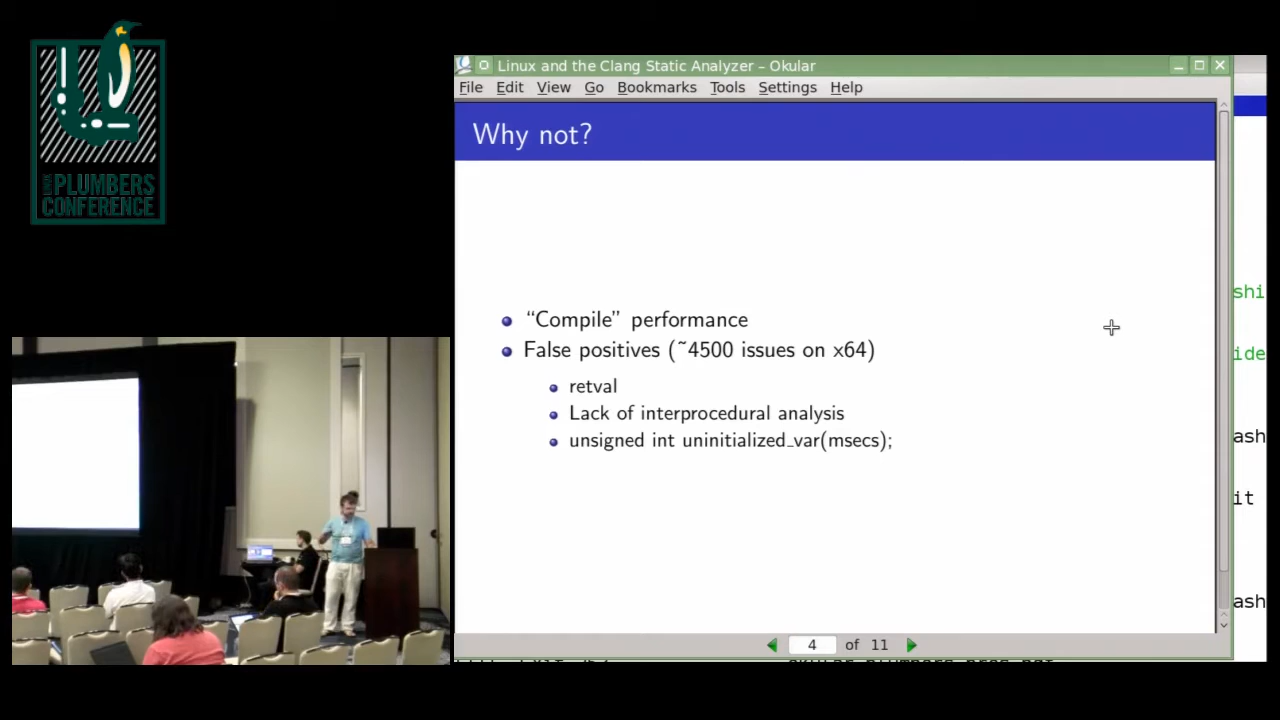 LINUX PLUMBERS
CONFERENCE
Linux and the Clang Static Analyzer – Okular
File Edit View Go Bookmarks Tools Settings Help
Why not?
“Compile” performance
False positives (~4500 issues on x64)
retval
Lack of interprocedural analysis
unsigned int uninitialized_var(msecs);
4 of 11
shi
ide
ash
it
ash